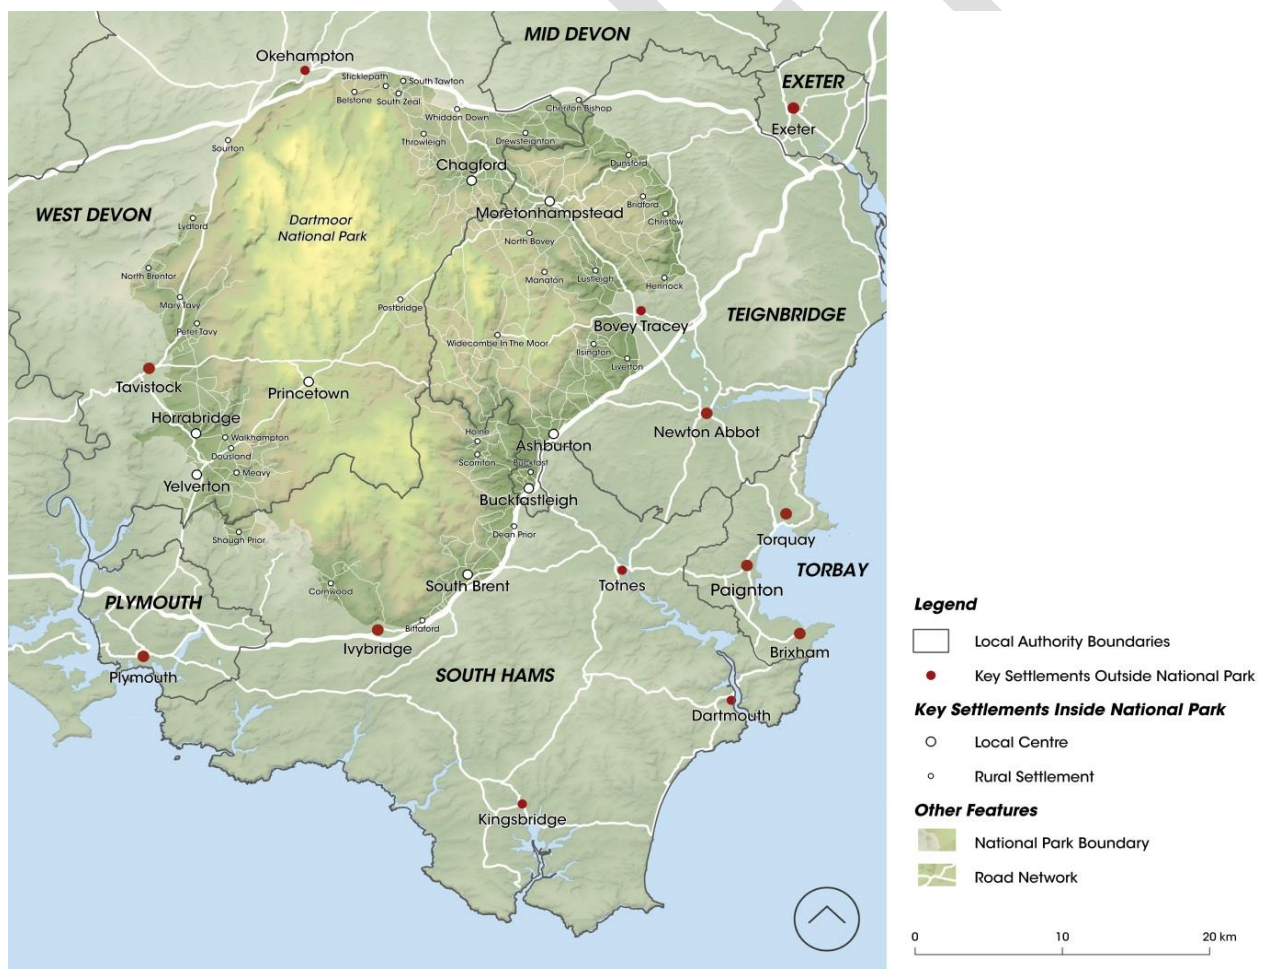 MID DEVON
Okehampton
EXETER
Sticklepath
South Tawton
Belstone
South Zeal
Cheriton Bishop
Whiddon Down
Exeter
Sourton
Throwleigh
Drewsteignton
Chagford
Dunsford
WEST DEVON
Dartmoor
National Park
Moretonhampstead
Bridford
Christow
Lydford
North Bovey
North Brentor
Manaton
Lustleigh
Hennock
Mary Tavy
Postbridge
TEIGNBRIDGE
Peter Tavy
Bovey Tracey
Widecombe In The Moor
Ilsington
Liverton
Tavistock
Princetown
Horrabridge
Walkhampton
Holne
Ashburton
Newton Abbot
Dousland
Scorriton
Buckfast
Meavy
Yelverton
Buckfastleigh
Dean Prior
Shaugh Prior
Torquay
TORBAY
South Brent
Totnes
Paignton
Cornwood
PLYMOUTH
Bittaford
Ivybridge
Brixham
Plymouth
SOUTH HAMS
Dartmouth
Kingsbridge
Legend
Local Authority Boundaries
Key Settlements Outside National Park
Key Settlements Inside National Park
Local Centre
Rural Settlement
Other Features
National Park Boundary
Road Network
0 10 20 km